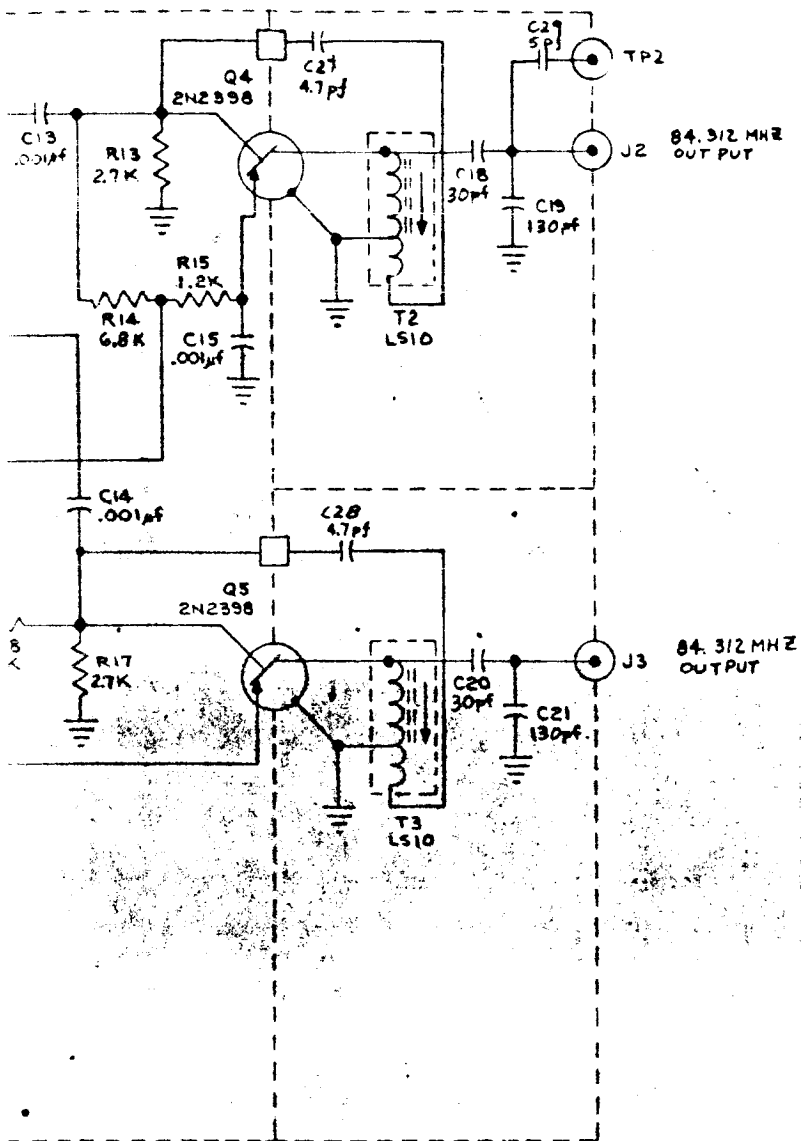 C29
5pf
TP2
C27
4.7pf
Q4
2N2398
C13
.001µf
R13
2.7K
C18
30pf
J2
84.312 MHZ
OUTPUT
C19
130pf
R15
1.2K
R14
6.8K
C15
.001µf
T2
LS10
C14
.001µf
C28
4.7pf
Q5
2N2398
8
R17
27K
C20
30pf
J3
84.312 MHZ
OUTPUT
C21
130pf
T3
LS10